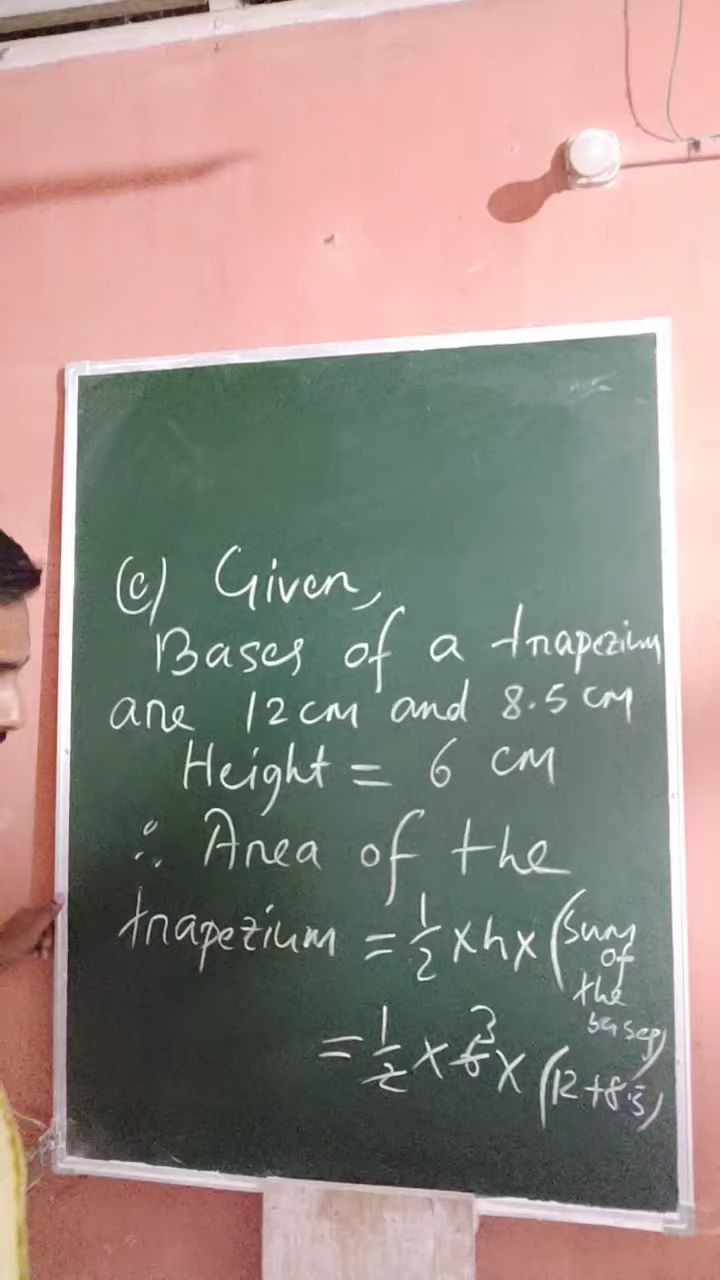 (c) Given,
Bases of a trapezium
are 12 cm and 8.5 cm
Height = 6 cm
∴ Area of the
trapezium = 1/2 × h × (sum
of
the
bases)
= 1/2 × 6 3 × (12 + 8.5)